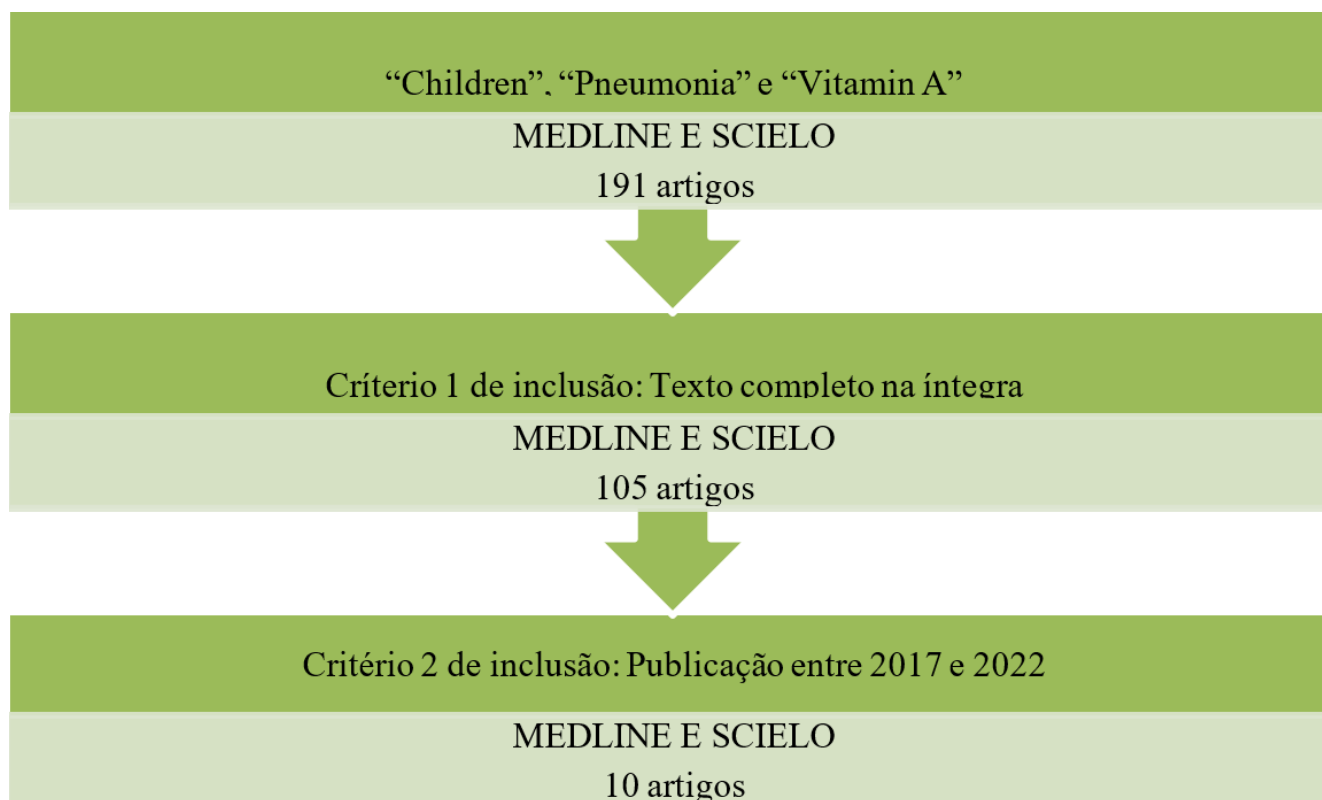 “Children”, “Pneumonia” e “Vitamin A”
MEDLINE E SCIELO
191 artigos
Críterio 1 de inclusão: Texto completo na íntegra
MEDLINE E SCIELO
105 artigos
Critério 2 de inclusão: Publicação entre 2017 e 2022
MEDLINE E SCIELO
10 artigos